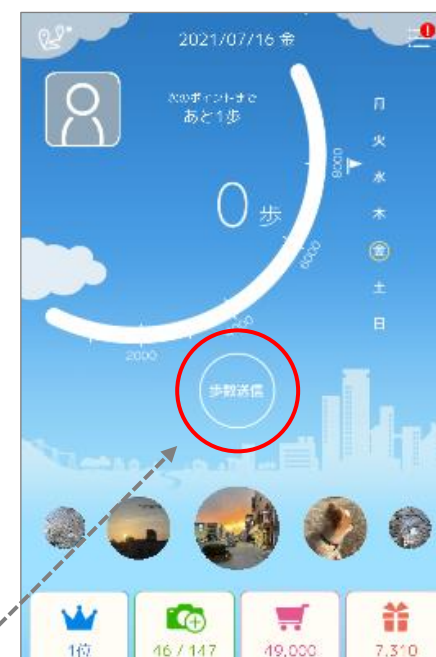 2021/07/16 金
!
次のポイントまで
あと1歩
月
火
水
木
金
土
日
8000
0歩
6000
2000
歩数送信
1位
46 / 147
49,000
7,310